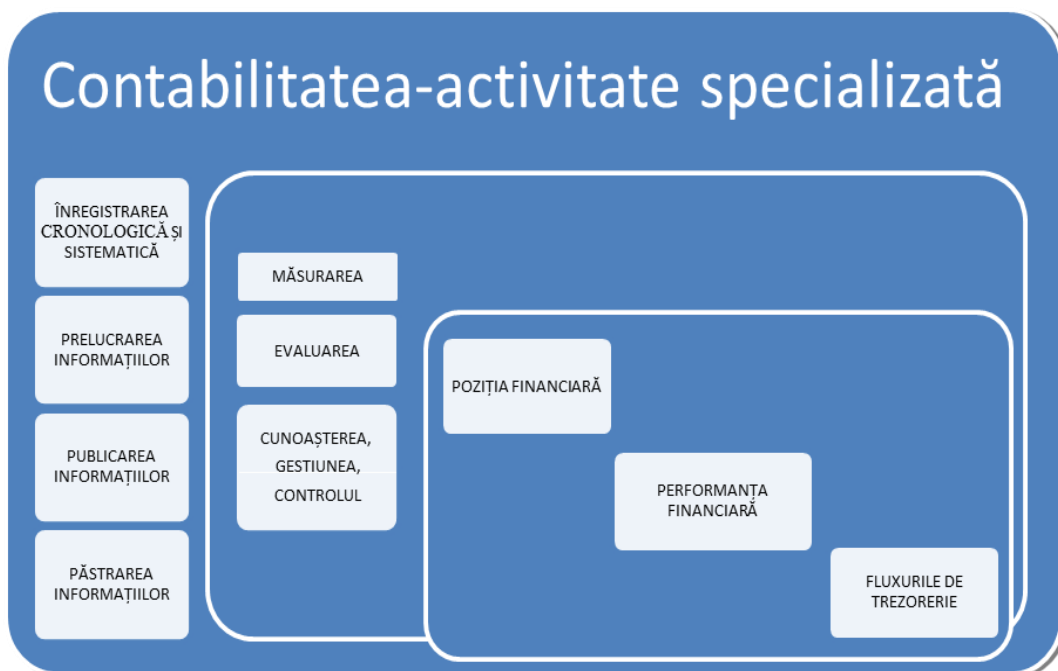 Contabilitatea-activitate specializată
ÎNREGISTRAREA
CRONOLOGICĂ ȘI
SISTEMATICĂ
PRELUCRAREA
INFORMAȚIILOR
PUBLICAREA
INFORMAȚIILOR
PĂSTRAREA
INFORMAȚIILOR
MĂSURAREA
EVALUAREA
CUNOAȘTEREA,
GESTIUNEA,
CONTROLUL
POZIȚIA FINANCIARĂ
PERFORMANȚA
FINANCIARĂ
FLUXURILE DE
TREZORERIE